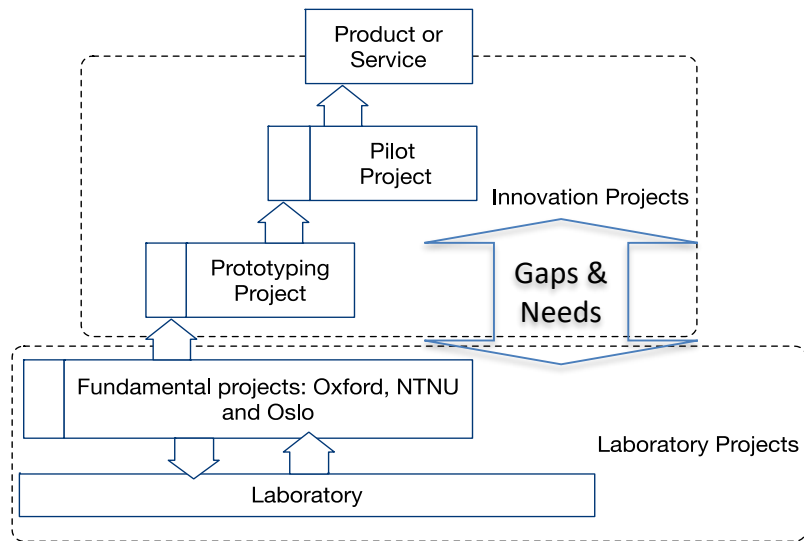 Product or
Service
Pilot
Project
Innovation Projects
Prototyping
Project
Gaps &
Needs
Fundamental projects: Oxford, NTNU
and Oslo
Laboratory Projects
Laboratory